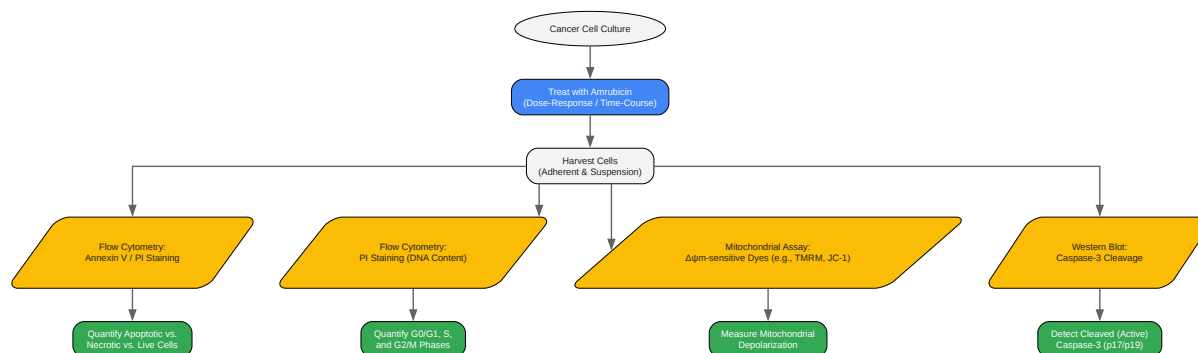 Cancer Cell Culture
Treat with Amrubicin
(Dose-Response / Time-Course)
Harvest Cells
(Adherent & Suspension)
Flow Cytometry:
Annexin V / PI Staining
Flow Cytometry:
PI Staining (DNA Content)
Mitochondrial Assay:
Δψm-sensitive Dyes (e.g., TMRM, JC-1)
Western Blot:
Caspase-3 Cleavage
Quantify Apoptotic vs.
Necrotic vs. Live Cells
Quantify G0/G1, S,
and G2/M Phases
Measure Mitochondrial
Depolarization
Detect Cleaved (Active)
Caspase-3 (p17/p19)